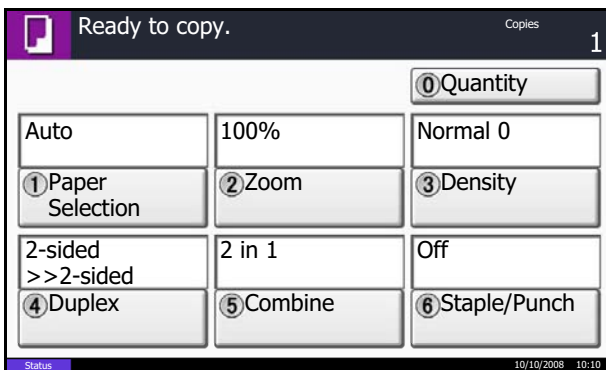 Ready to copy.
Copies
1
0 Quantity
Auto
100%
Normal 0
1 Paper
Selection
2 Zoom
3 Density
2-sided
>>2-sided
2 in 1
Off
4 Duplex
5 Combine
6 Staple/Punch
Status
10/10/2008 10:10